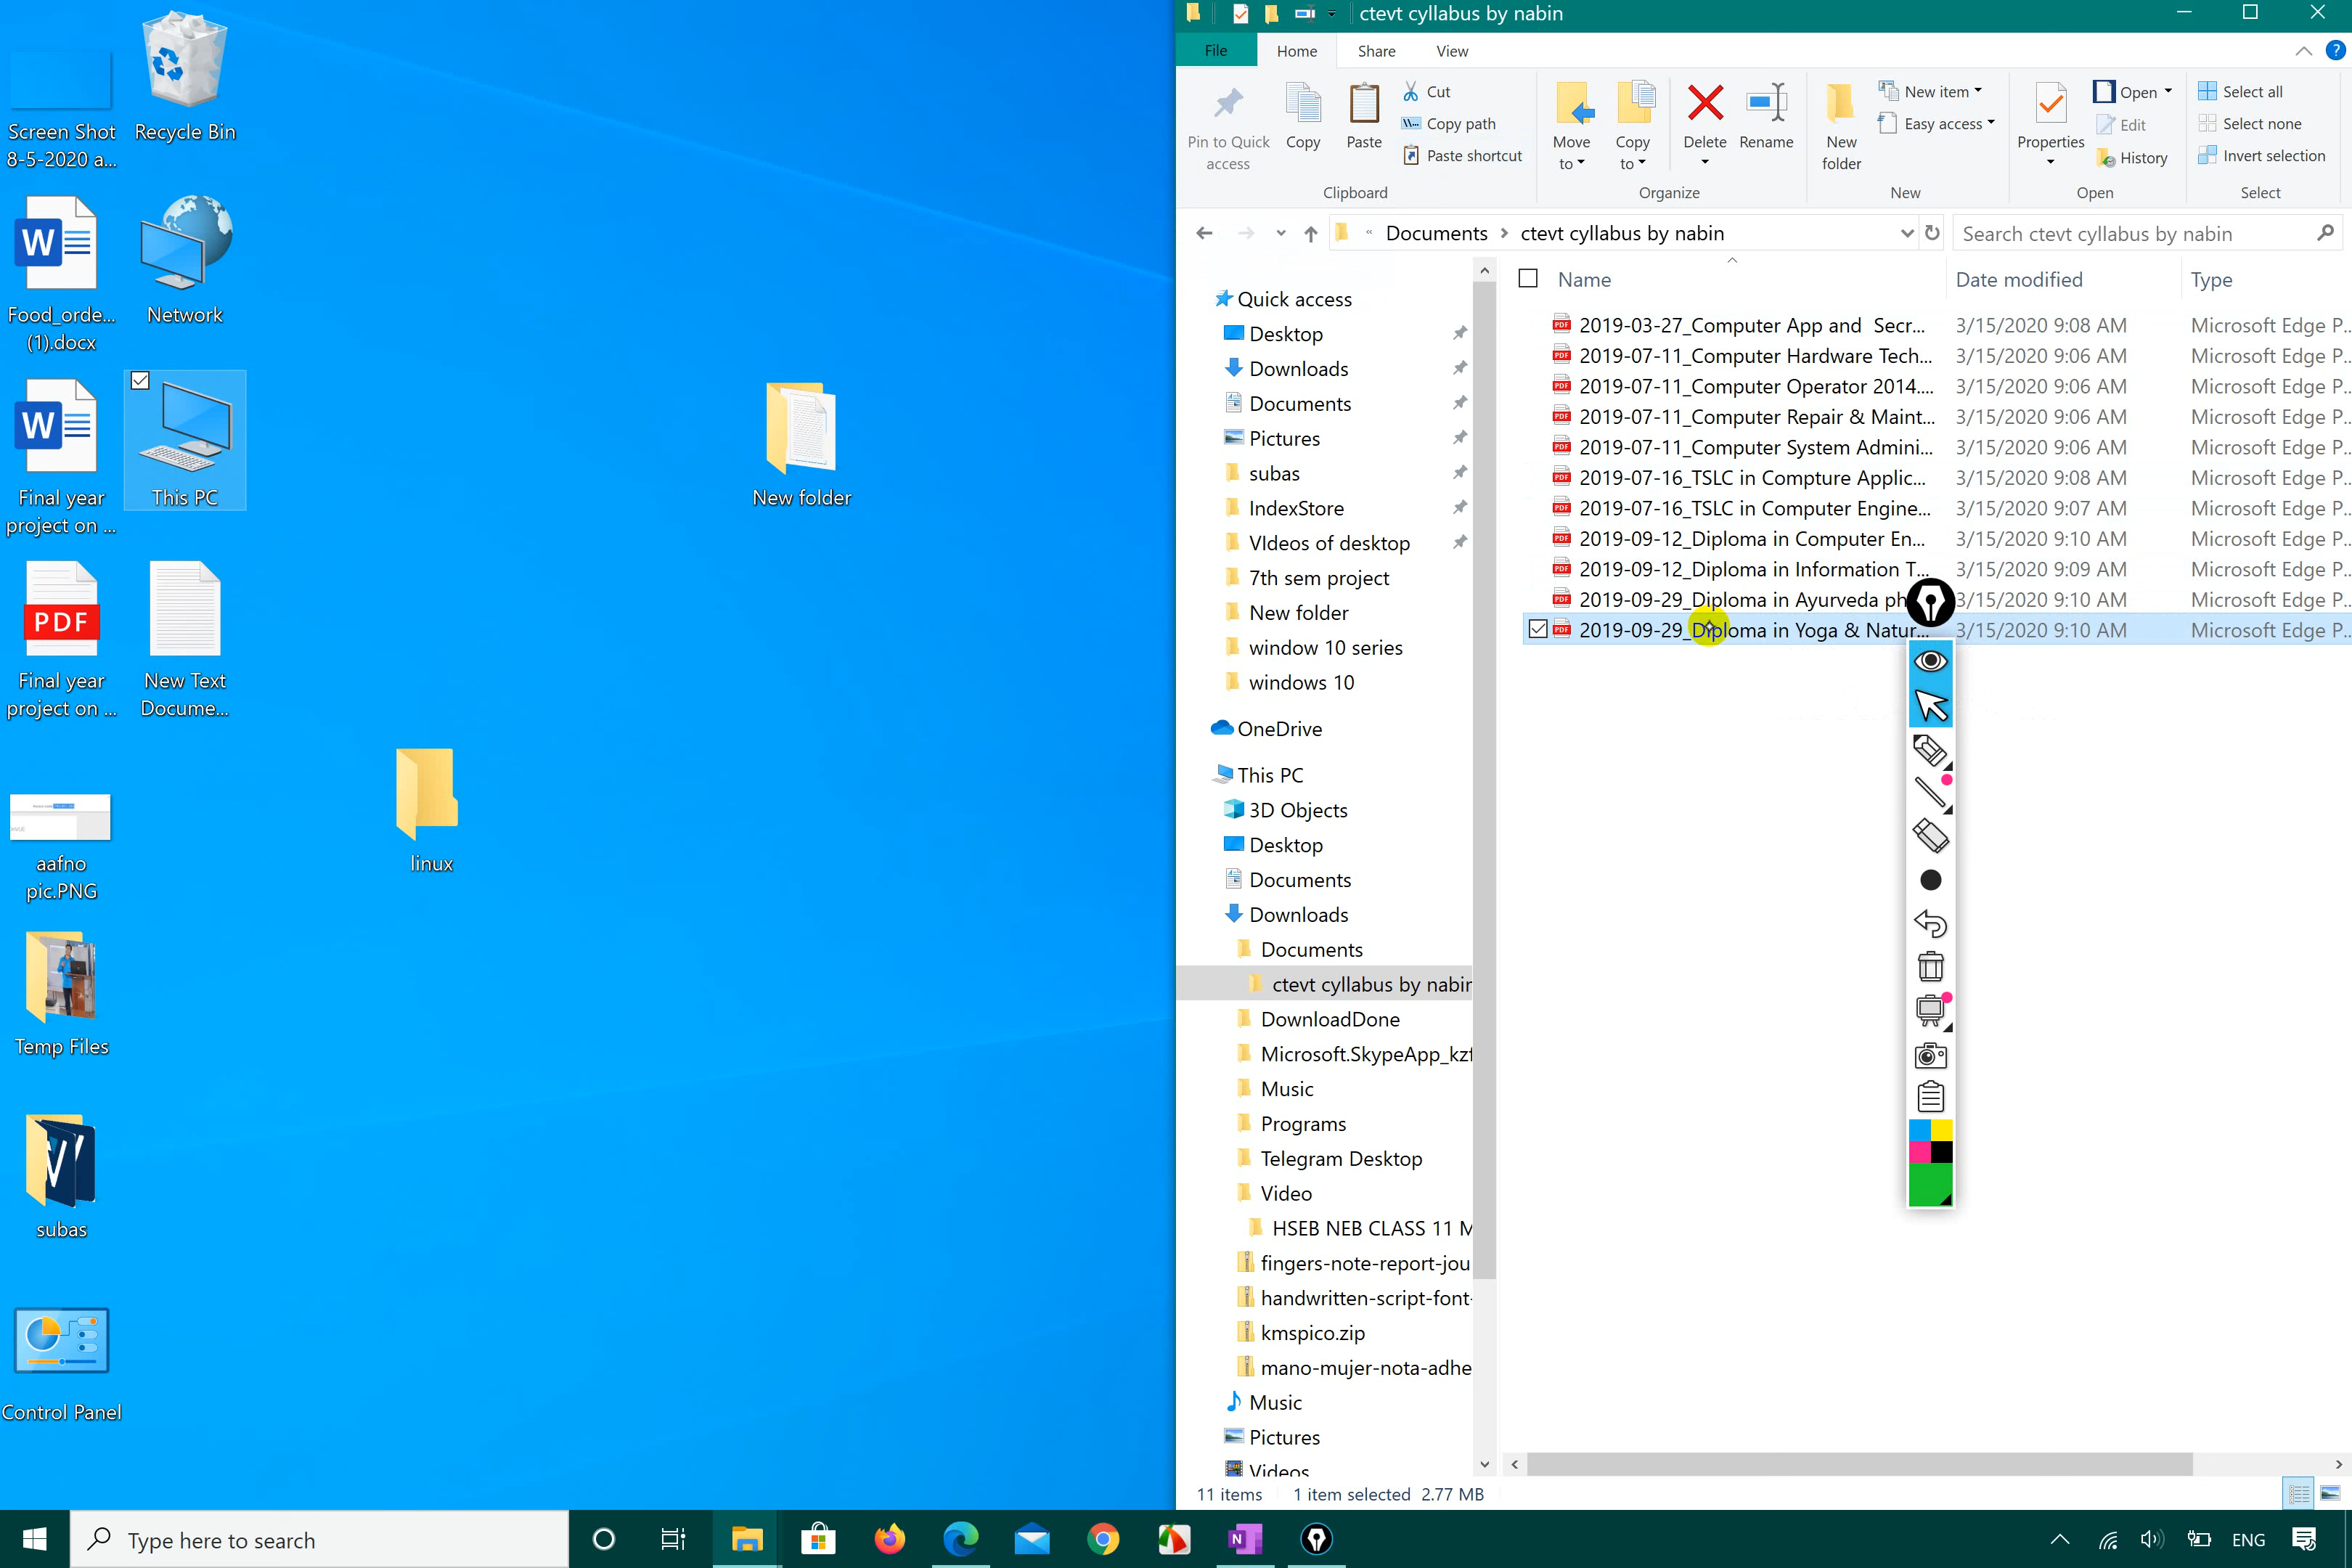 Screen Shot
8-5-2020 a...
Recycle Bin
Food_orde...
(1).docx
Network
Final year
project on ...
This PC
New folder
PDF
Final year
project on ...
New Text
Docume...
linux
aafno
pic.PNG
Temp Files
subas
Control Panel
ctevt cyllabus by nabin
File
Home
Share
View
Pin to Quick
access
Copy
Paste
Cut
Copy path
Paste shortcut
Clipboard
Move
to
Copy
to
Delete
Rename
Organize
New
folder
New item
Easy access
New
Properties
Open
Edit
History
Open
Select all
Select none
Invert selection
Select
« Documents > ctevt cyllabus by nabin
Search ctevt cyllabus by nabin
Quick access
Desktop
Downloads
Documents
Pictures
subas
IndexStore
VIdeos of desktop
7th sem project
New folder
window 10 series
windows 10
OneDrive
This PC
3D Objects
Desktop
Documents
Downloads
Documents
ctevt cyllabus by nabin
DownloadDone
Microsoft.SkypeApp_kzf
Music
Programs
Telegram Desktop
Video
HSEB NEB CLASS 11 M
fingers-note-report-jou
handwritten-script-font-
kmspico.zip
mano-mujer-nota-adhe
Music
Pictures
Videos
Name Date modified Type
2019-03-27_Computer App and  Secr... 3/15/2020 9:08 AM Microsoft Edge P...
2019-07-11_Computer Hardware Tech... 3/15/2020 9:06 AM Microsoft Edge P...
2019-07-11_Computer Operator 2014.... 3/15/2020 9:06 AM Microsoft Edge P...
2019-07-11_Computer Repair & Maint... 3/15/2020 9:06 AM Microsoft Edge P...
2019-07-11_Computer System Admini... 3/15/2020 9:06 AM Microsoft Edge P...
2019-07-16_TSLC in Compture Applic... 3/15/2020 9:08 AM Microsoft Edge P...
2019-07-16_TSLC in Computer Engine... 3/15/2020 9:07 AM Microsoft Edge P...
2019-09-12_Diploma in Computer En... 3/15/2020 9:10 AM Microsoft Edge P...
2019-09-12_Diploma in Information T... 3/15/2020 9:09 AM Microsoft Edge P...
2019-09-29_Diploma in Ayurveda ph 3/15/2020 9:10 AM Microsoft Edge P...
2019-09-29_Diploma in Yoga & Natur... 3/15/2020 9:10 AM Microsoft Edge P...
11 items 1 item selected 2.77 MB
Type here to search
ENG